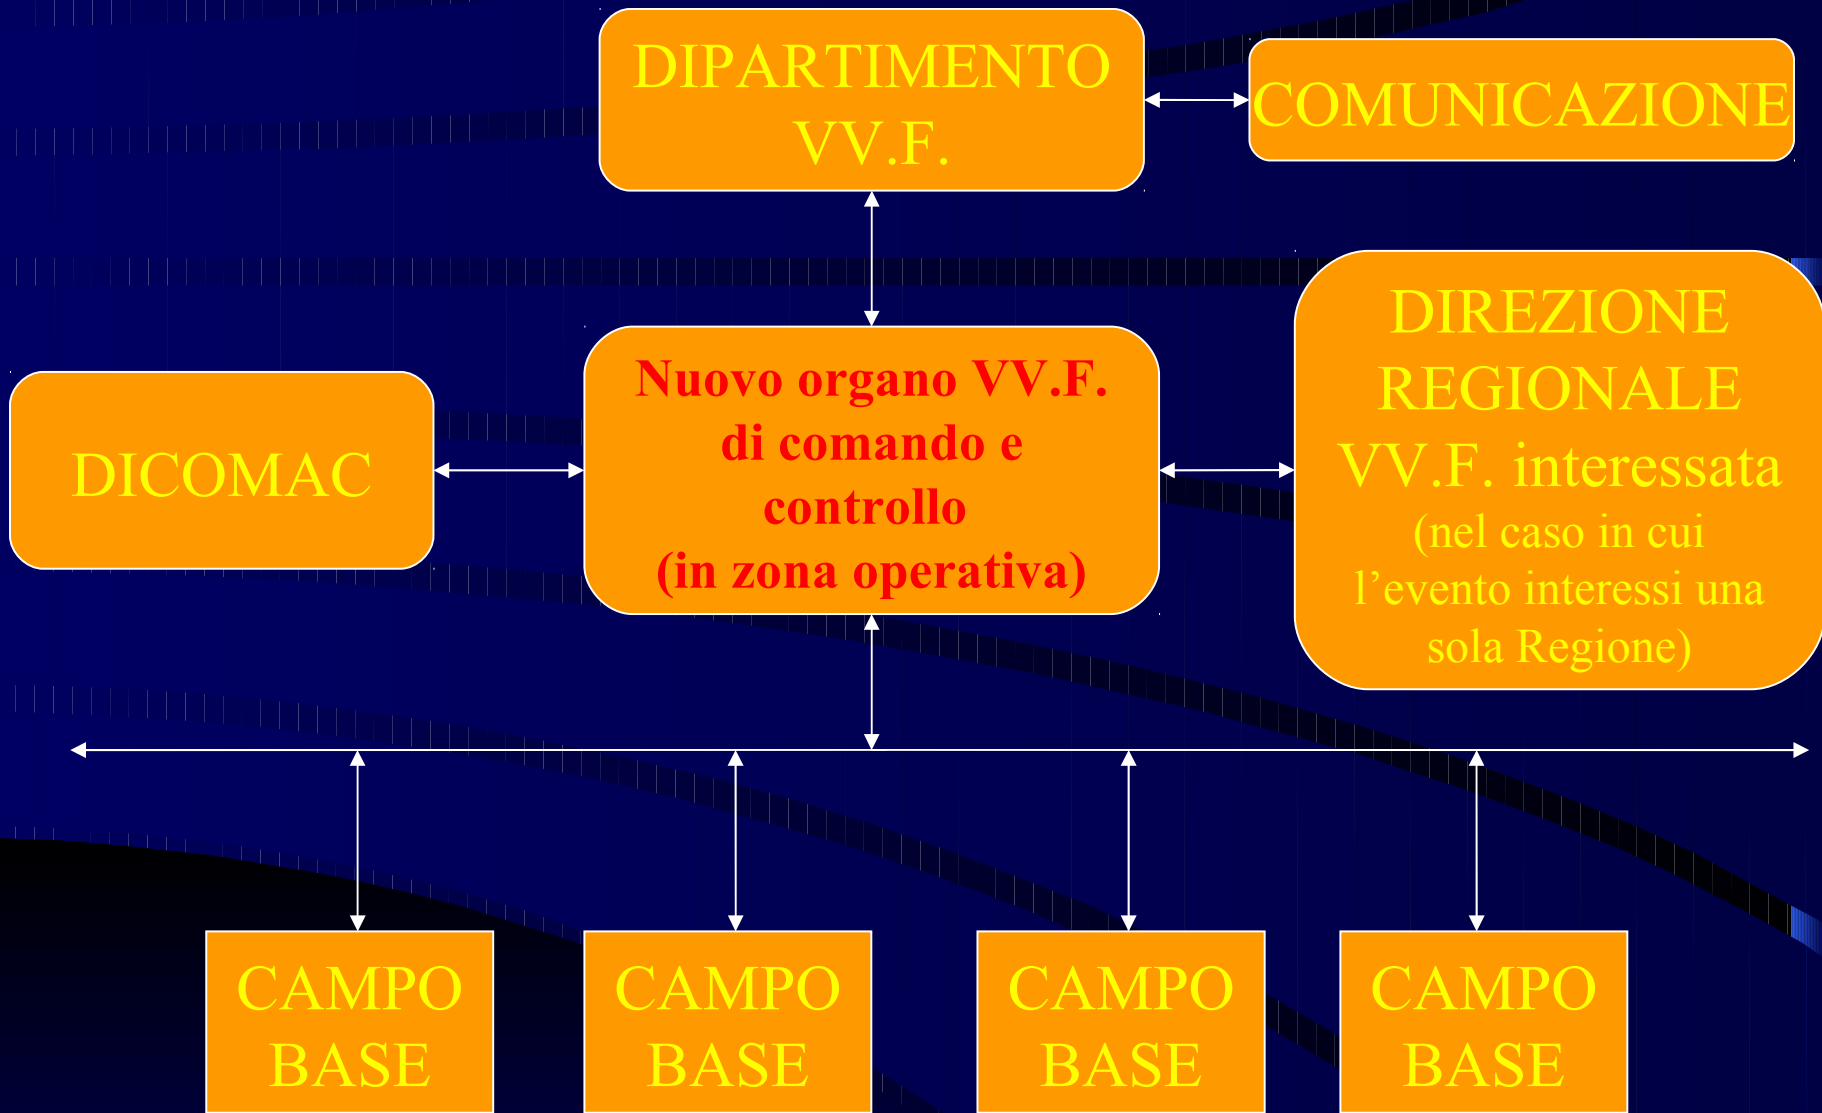 DIPARTIMENTO
VV.F.
COMUNICAZIONE
DICOMAC
Nuovo organo VV.F.
di comando e
controllo
(in zona operativa)
DIREZIONE
REGIONALE
VV.F. interessata
(nel caso in cui
l’evento interessi una
sola Regione)
CAMPO
BASE
CAMPO
BASE
CAMPO
BASE
CAMPO
BASE